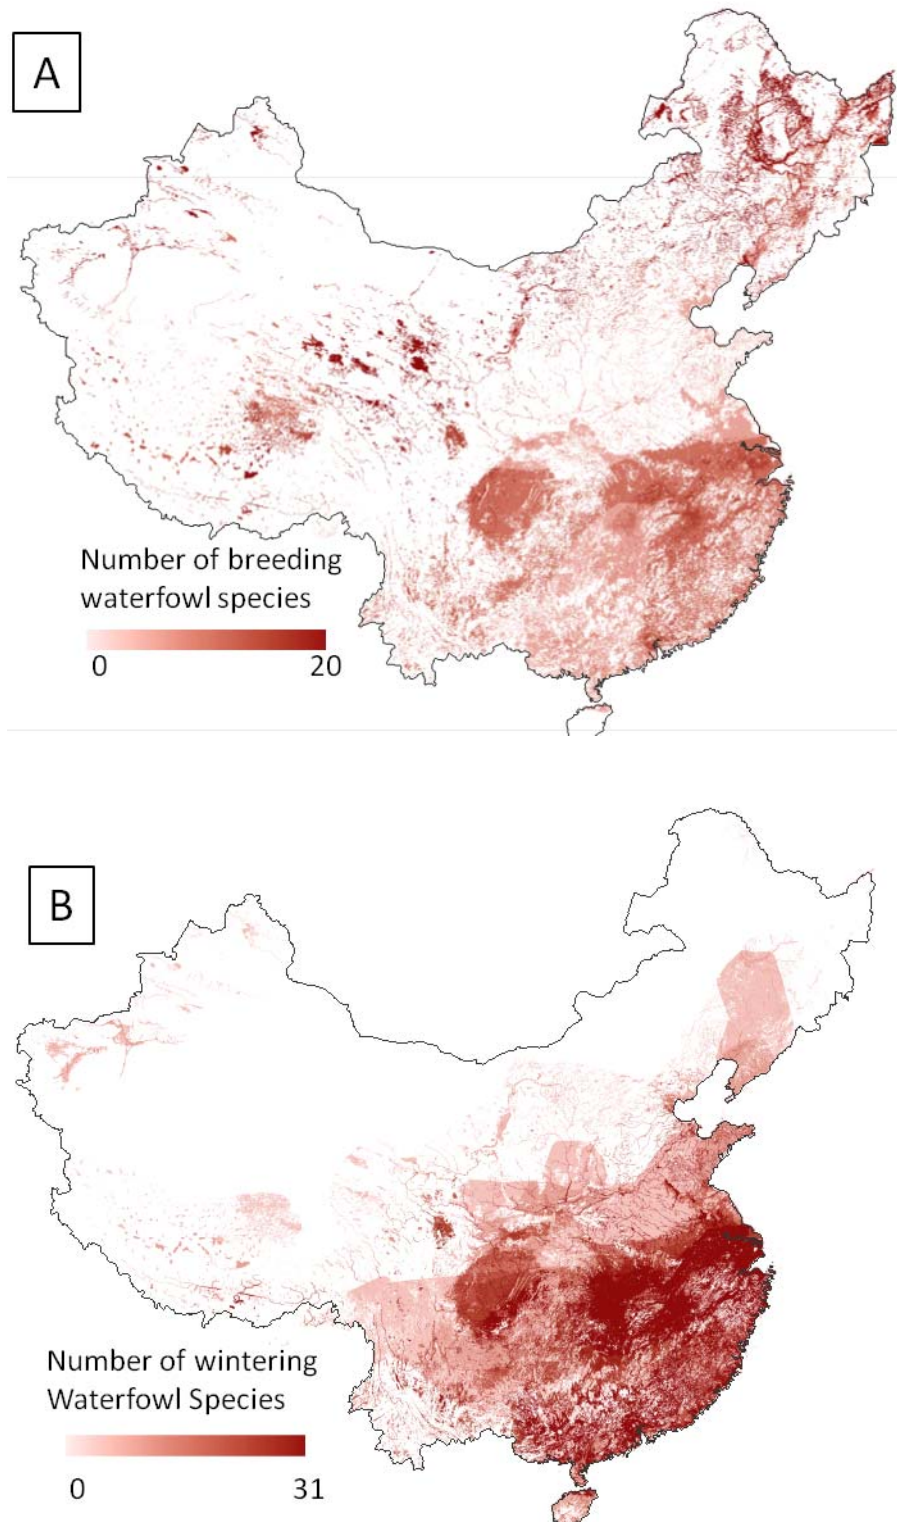 A
Number of breeding
waterfowl species
0 20
B
Number of wintering
Waterfowl Species
0 31